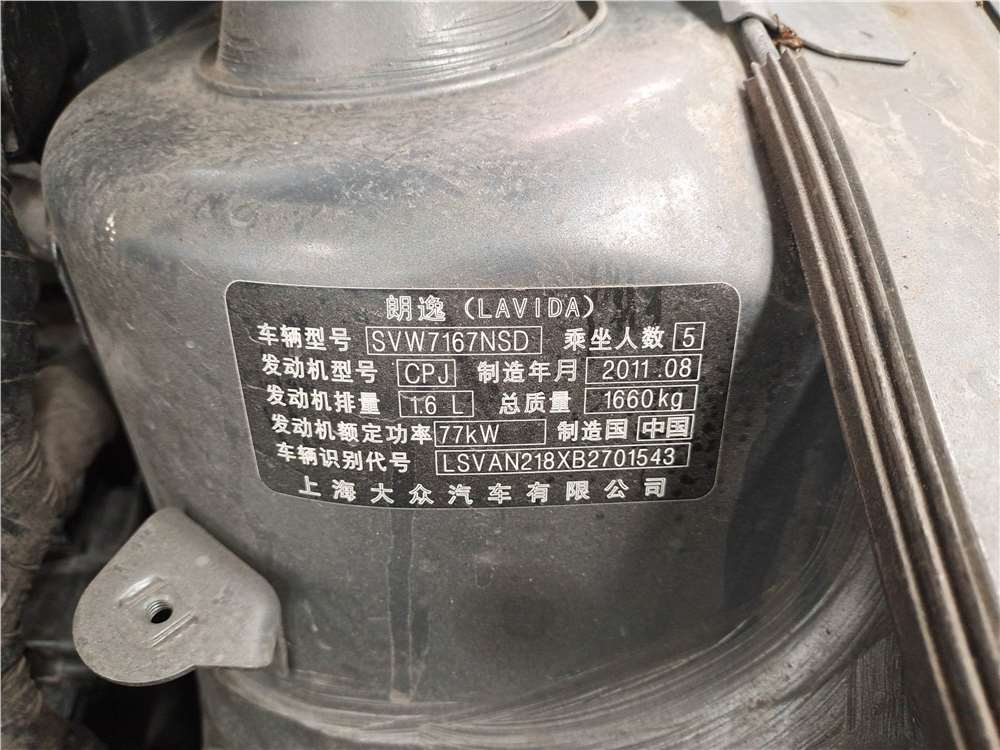 朗逸（LAVIDA）
车辆型号 SVW7167NSD 乘坐人数 5
发动机型号 CPJ 制造年月 2011.08
发动机排量 1.6 L 总质量 1660kg
发动机额定功率 77kW 制造国 中国
车辆识别代号 LSVAN218XB2701543
上海大众汽车有限公司